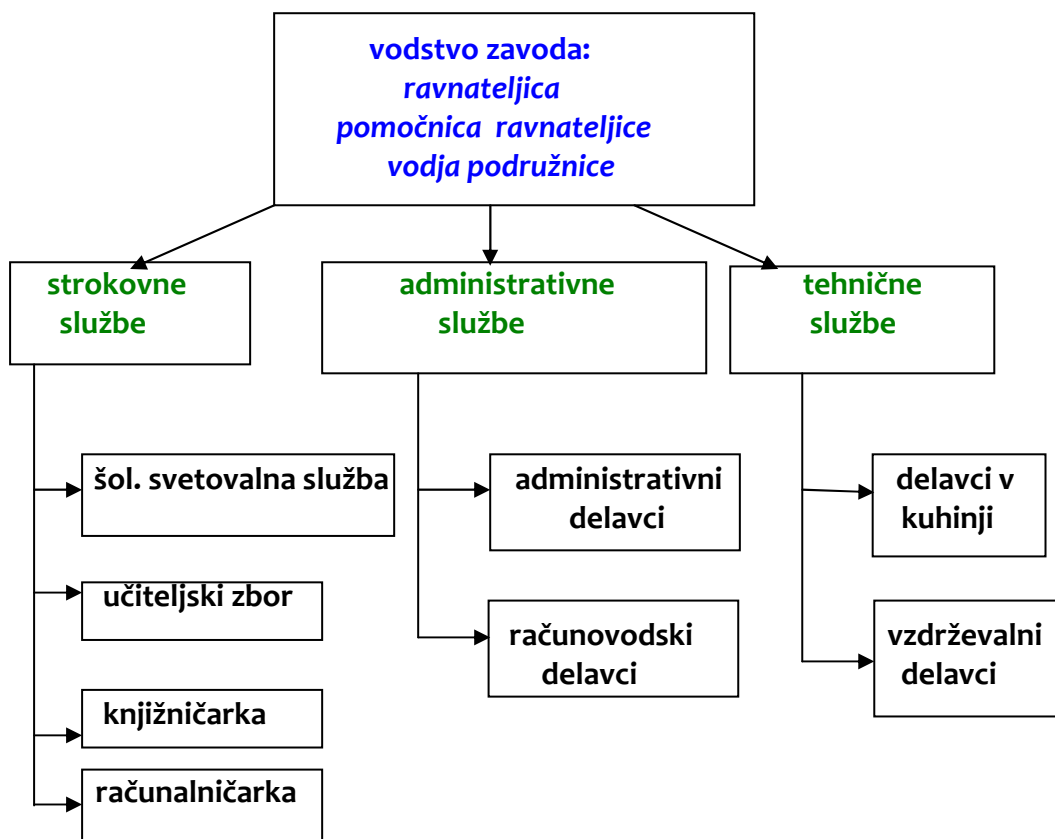 vodstvo zavoda:
ravnateljica
pomočnica ravnateljice
vodja podružnice
strokovne
službe
administrativne
službe
tehnične
službe
šol. svetovalna služba
učiteljski zbor
knjižničarka
računalničarka
administrativni
delavci
računovodski
delavci
delavci v
kuhinji
vzdrževalni
delavci